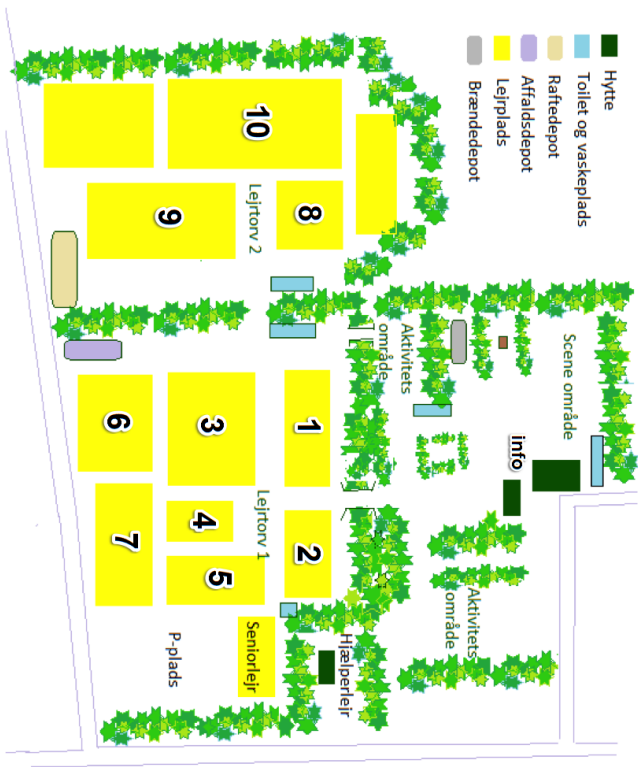 Hytte
Toilet og vaskeplads
Raftedepot
Affaldsdepot
Lejrplads
Brændedepot
Scene område
info
Aktivitets
område
Aktivitets
område
10
8
Lejrtorv 2
9
1
3
6
2
Lejrtorv 1
4
5
7
Hjælperlejr
Seniorlejr
P-plads